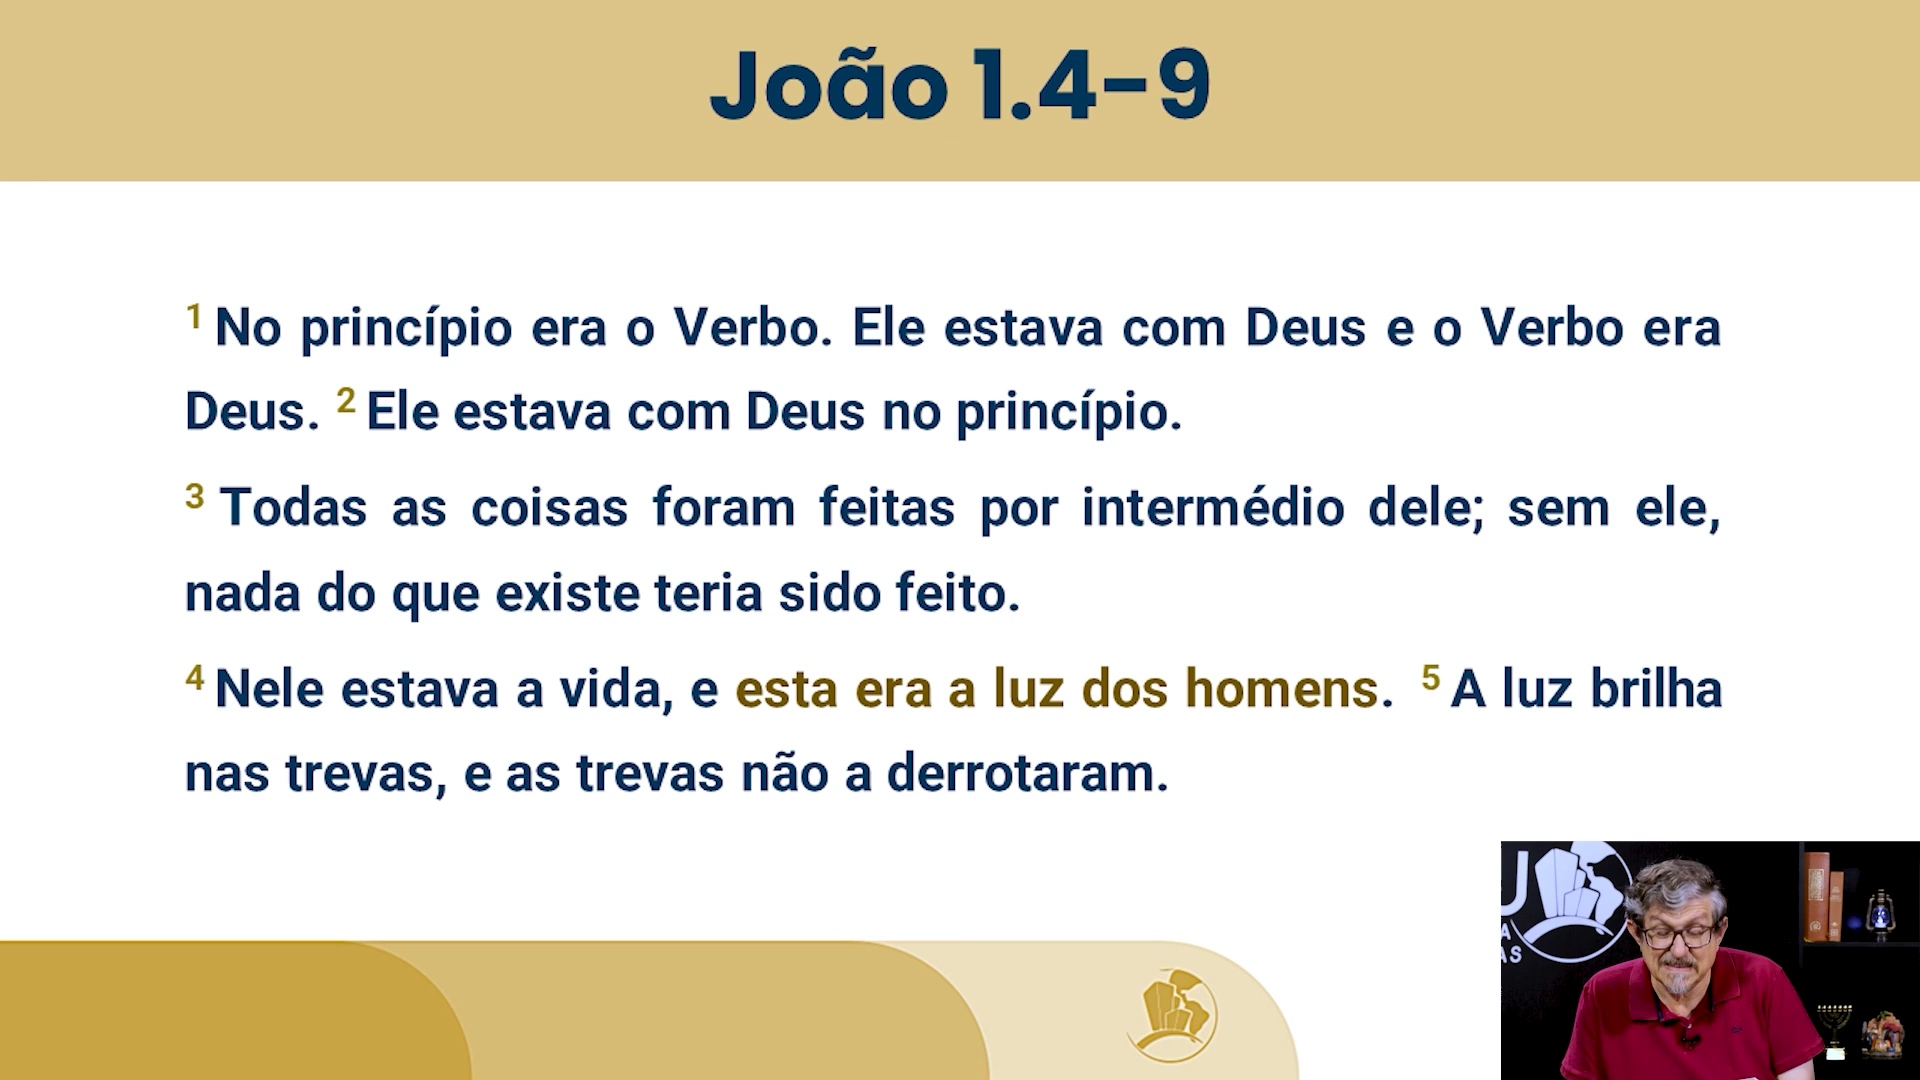 João 1.4-9
1 No princípio era o Verbo. Ele estava com Deus e o Verbo era
Deus. 2 Ele estava com Deus no princípio.
3 Todas as coisas foram feitas por intermédio dele; sem ele,
nada do que existe teria sido feito.
4 Nele estava a vida, e esta era a luz dos homens. 5 A luz brilha
nas trevas, e as trevas não a derrotaram.
U
A
AS